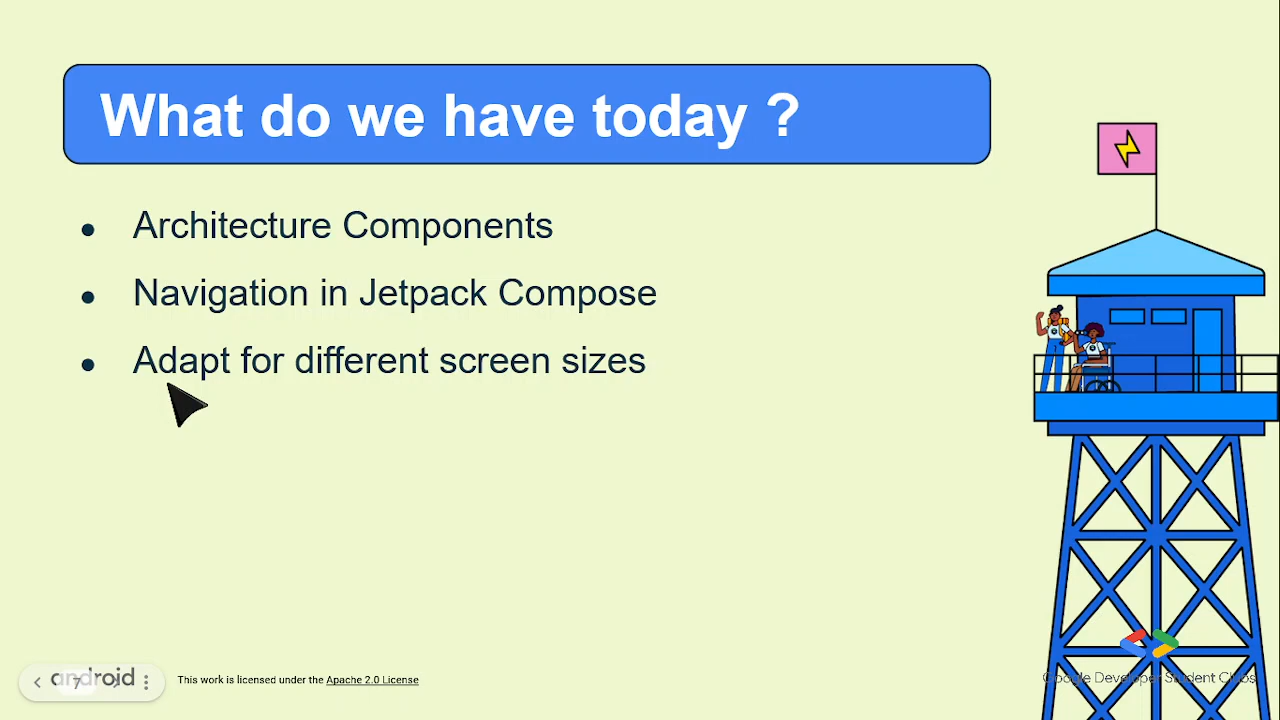 What do we have today ?
● Architecture Components
● Navigation in Jetpack Compose
● Adapt for different screen sizes
android
7
This work is licensed under the Apache 2.0 License
Google Developer Student Clubs